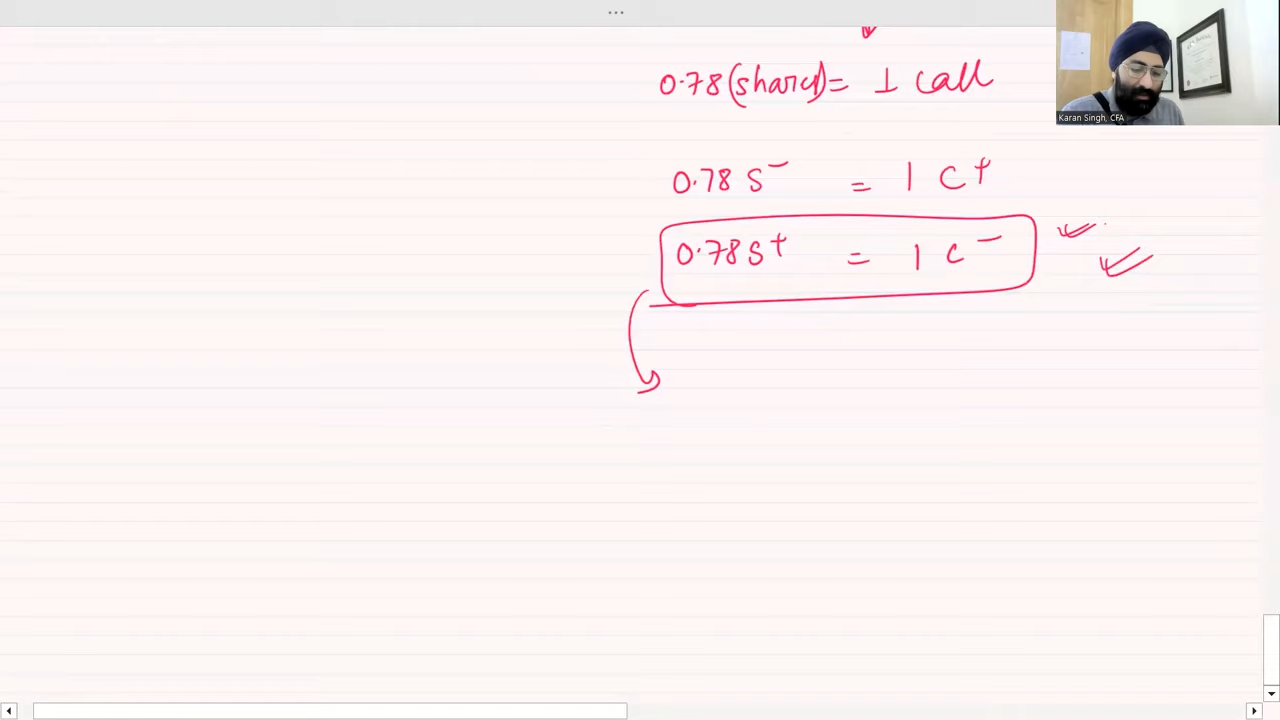 0.78(shares)= 1 call
Karan Singh, CFA
0.78 S⁻ = 1 C⁺
0.78 S⁺ = 1 C⁻